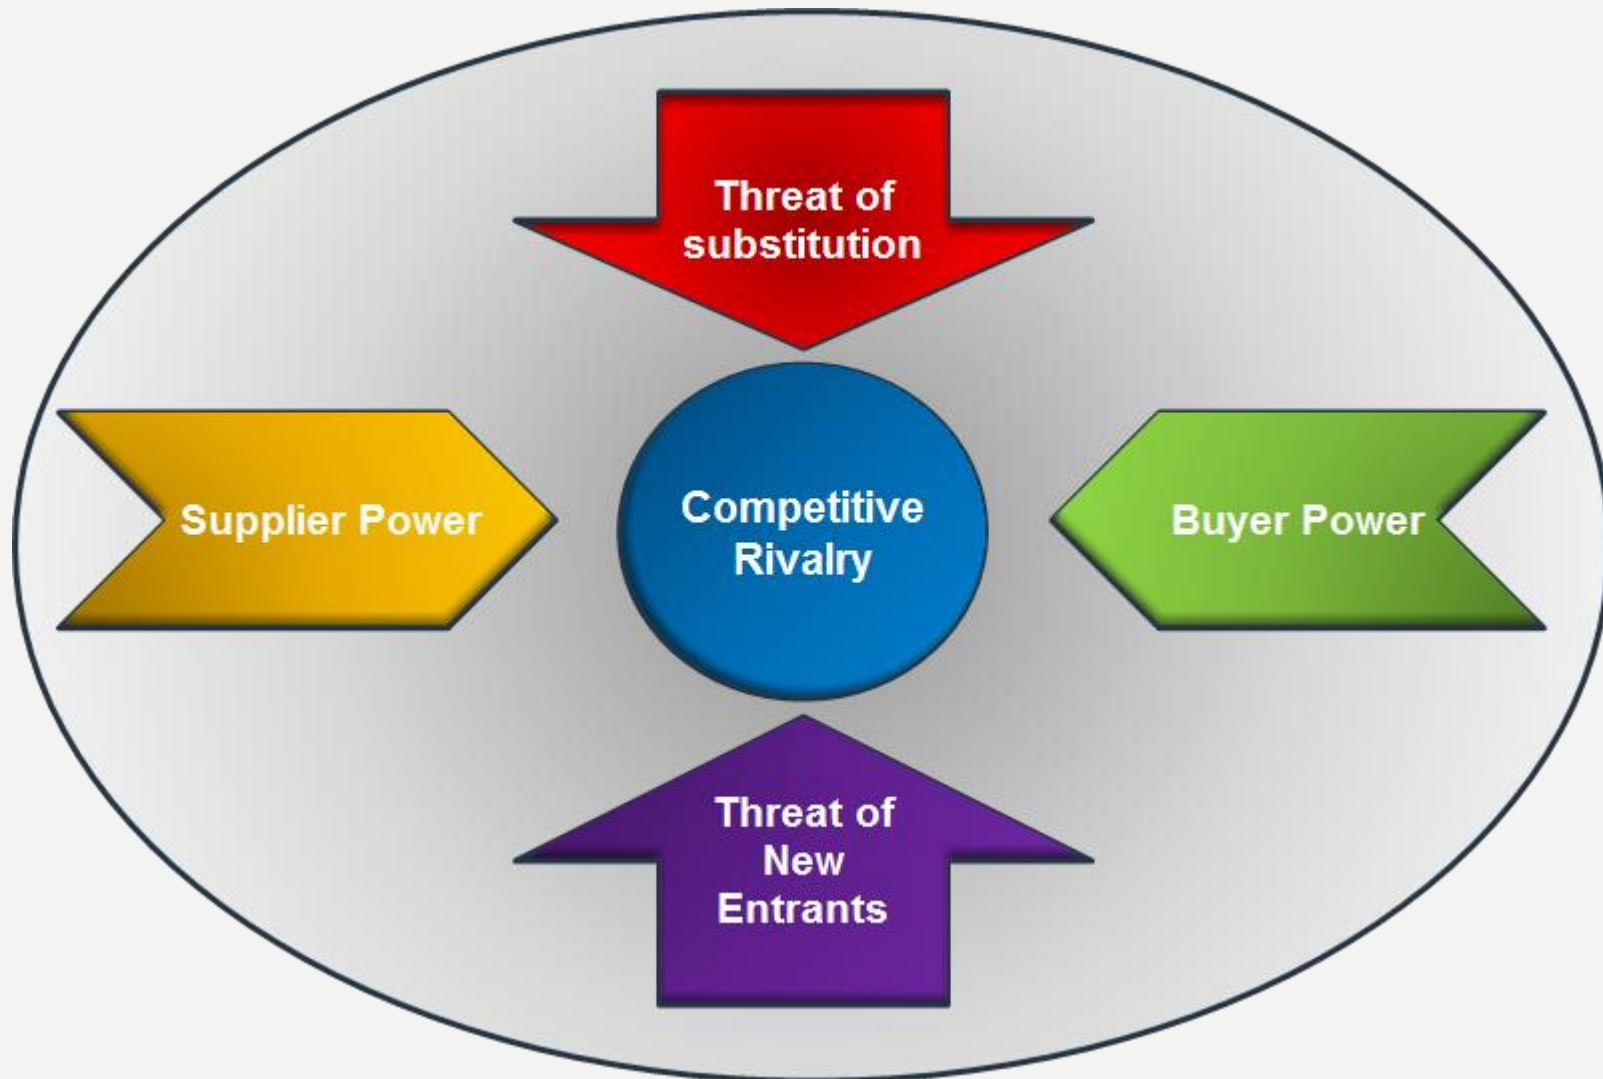 Threat of
substitution
Supplier Power
Competitive
Rivalry
Buyer Power
Threat of
New
Entrants